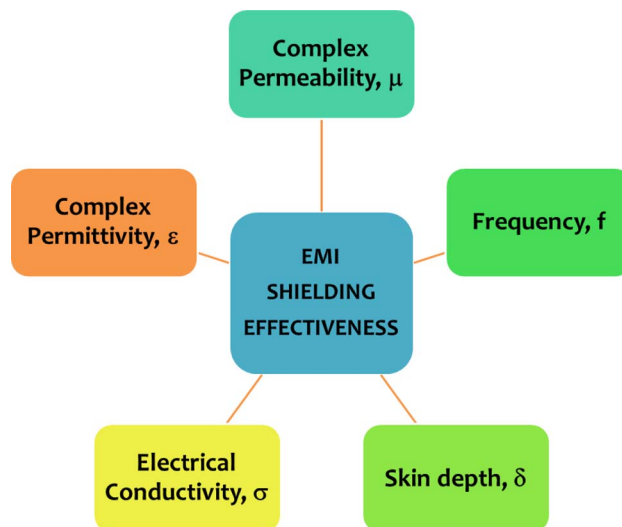 Complex
Permeability, μ
Complex
Permittivity, ε
Frequency, f
EMI
SHIELDING
EFFECTIVENESS
Electrical
Conductivity, σ
Skin depth, δ